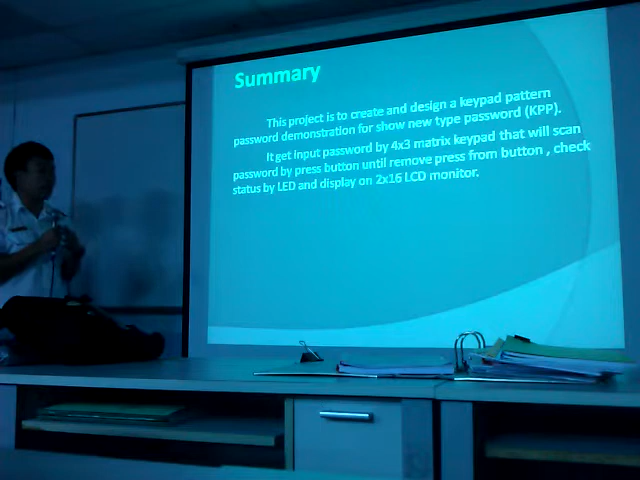 Summary
This project is to create and design a keypad pattern
password demonstration for show new type password (KPP).
It get input password by 4x3 matrix keypad that will scan
password by press button until remove press from button , check
status by LED and display on 2x16 LCD monitor.